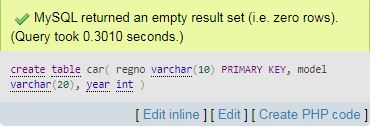 MySQL returned an empty result set (i.e. zero rows).
(Query took 0.3010 seconds.)
create table car( regno varchar(10) PRIMARY KEY, model
varchar(20), year int )
[ Edit inline ] [ Edit ] [ Create PHP code ]